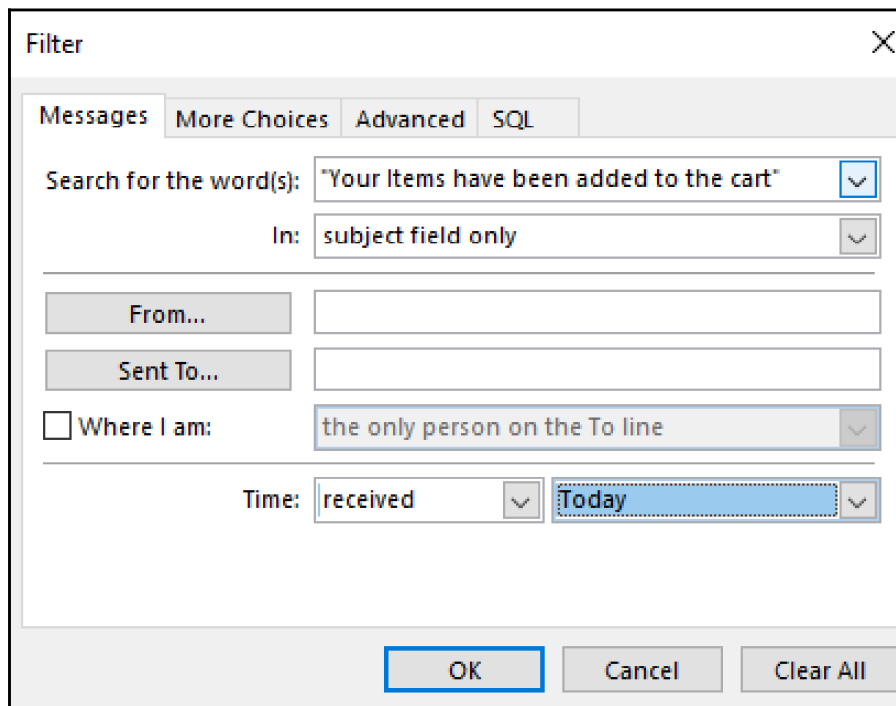 Filter
Messages More Choices Advanced SQL
Search for the word(s): "Your Items have been added to the cart"
In: subject field only
From...
Sent To...
Where I am: the only person on the To line
Time: received Today
OK Cancel Clear All